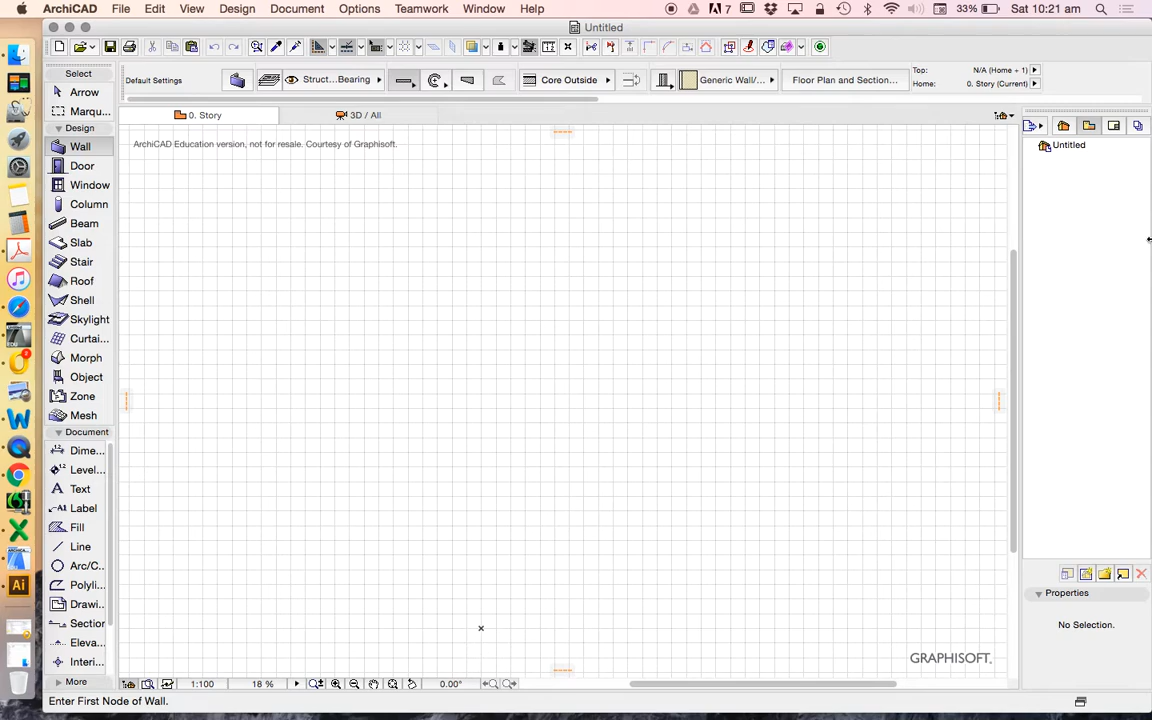 ArchiCAD File Edit View Design Document Options Teamwork Window Help 7 33% Sat 10:21 am
Untitled
Select
Default Settings
Struct...Bearing
Core Outside
Generic Wall/...
Floor Plan and Section...
Top: N/A (Home + 1)
Home: 0. Story (Current)
Arrow
Marqu...
Design
Wall
Door
Window
Column
Beam
Slab
Stair
Roof
Shell
Skylight
Curtai...
Morph
Object
Zone
Mesh
Document
Dime...
Level...
Text
A1 Label
Fill
Line
Arc/C...
Polyli...
Drawi...
Section
Eleva...
Interi...
More
0. Story
3D / All
ArchiCAD Education version, not for resale. Courtesy of Graphisoft.
GRAPHISOFT.
1:100
18 %
0.00°
Enter First Node of Wall.
Untitled
Properties
No Selection.